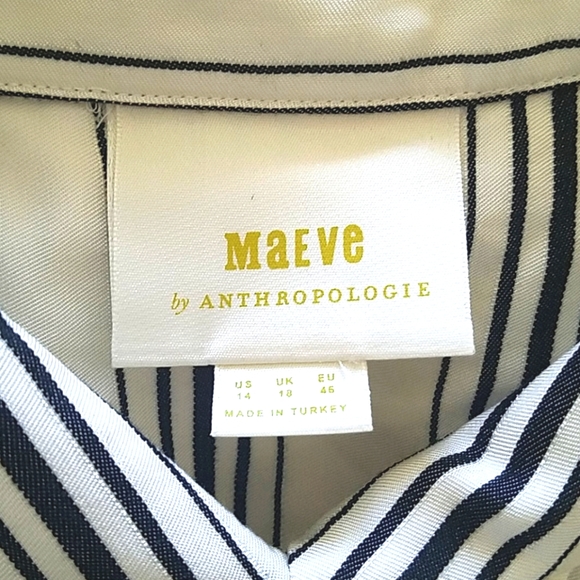 MaEve
by ANTHROPOLOGIE
US UK EU
14 18 46
MADE IN TURKEY